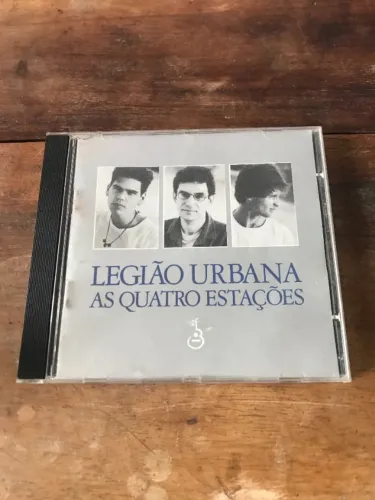 LEGIÃO URBANA
AS QUATRO ESTAÇÕES